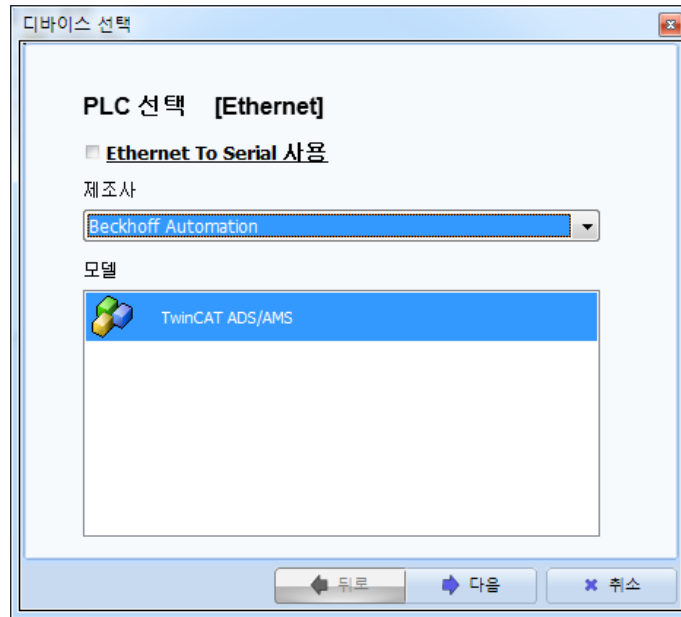 디바이스 선택
PLC 선택 [Ethernet]
Ethernet To Serial 사용
제조사
Beckhoff Automation
모델
TwinCAT ADS/AMS
뒤로 다음 취소